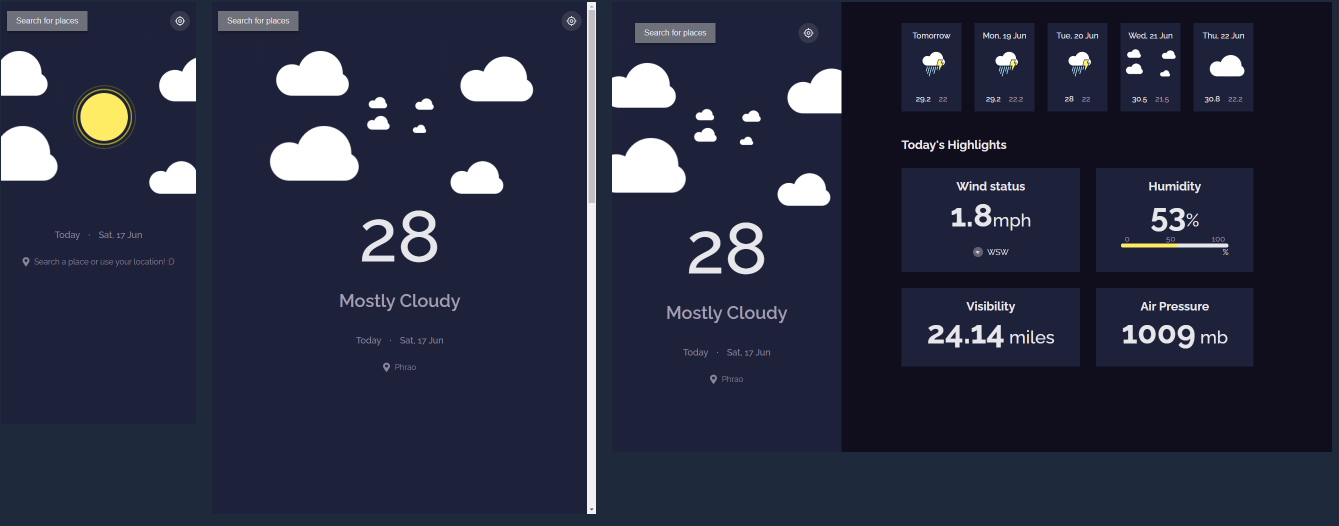 Search for places
Today · Sat, 17 Jun
Search a place or use your location! :D
Search for places
28
Mostly Cloudy
Today · Sat, 17 Jun
Phrao
Search for places
28
Mostly Cloudy
Today · Sat, 17 Jun
Phrao
Tomorrow
29.2 22
Mon, 19 Jun
29.2 22.2
Tue, 20 Jun
28 22
Wed, 21 Jun
30.5 21.5
Thu, 22 Jun
30.8 22.2
Today's Highlights
Wind status
1.8mph
WSW
Humidity
53%
0 50 100
%
Visibility
24.14 miles
Air Pressure
1009 mb